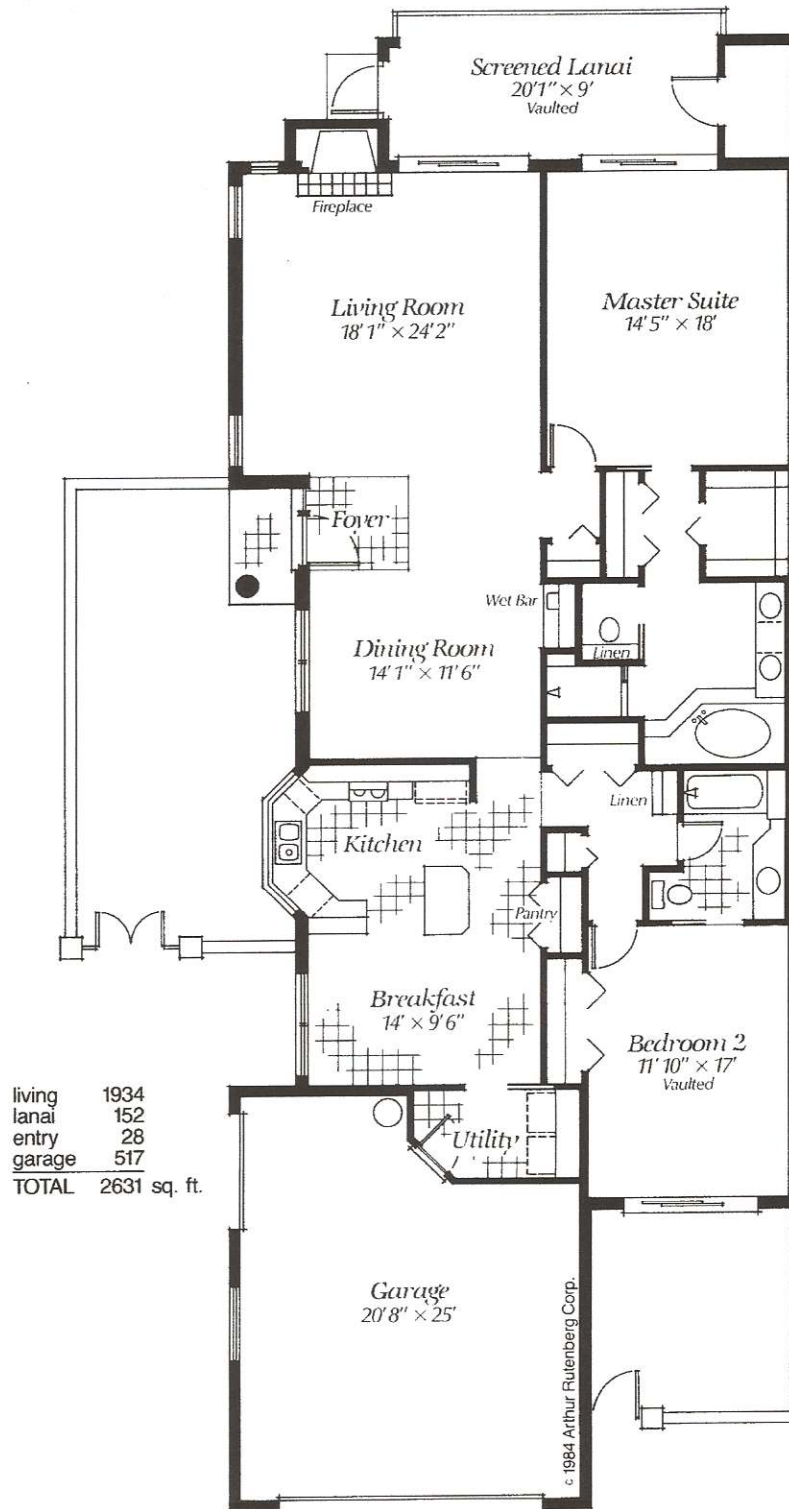 Screened Lanai
20'1" × 9'
Vaulted
Fireplace
Living Room
18'1" × 24'2"
Master Suite
14'5" × 18'
Foyer
Wet Bar
Dining Room
14'1" × 11'6"
Linen
Linen
Kitchen
Pantry
Breakfast
14' × 9'6"
Bedroom 2
11'10" × 17'
Vaulted
living 1934
lanai 152
entry 28
garage 517
TOTAL 2631 sq. ft.
Utility
Garage
20'8" × 25'
c 1984 Arthur Rutenberg Corp.